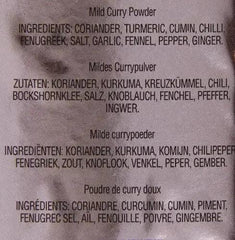 Mild Curry Powder
INGREDIENTS: CORIANDER, TURMERIC, CUMIN, CHILLI,
FENUGREEK, SALT, GARLIC, FENNEL, PEPPER, GINGER.
Mildes Currypulver
ZUTATEN: KORIANDER, KURKUMA, KREUZKÜMMEL, CHILI,
BOCKSHORNKLEE, SALZ, KNOBLAUCH, FENCHEL, PFEFFER,
INGWER.
Milde currypoeder
INGREDIËNTEN: KORIANDER, KURKUMA, KOMIJN, CHILIPEPER
FENEGRIEK, ZOUT, KNOFLOOK, VENKEL, PEPER, GEMBER.
Poudre de curry doux
INGRÉDIENTS: CORIANDRE, CURCUMIN, CUMIN, PIMENT,
FENUGREC SEL, AIL, FENOUILLE, POIVRE, GINGEMBRE.